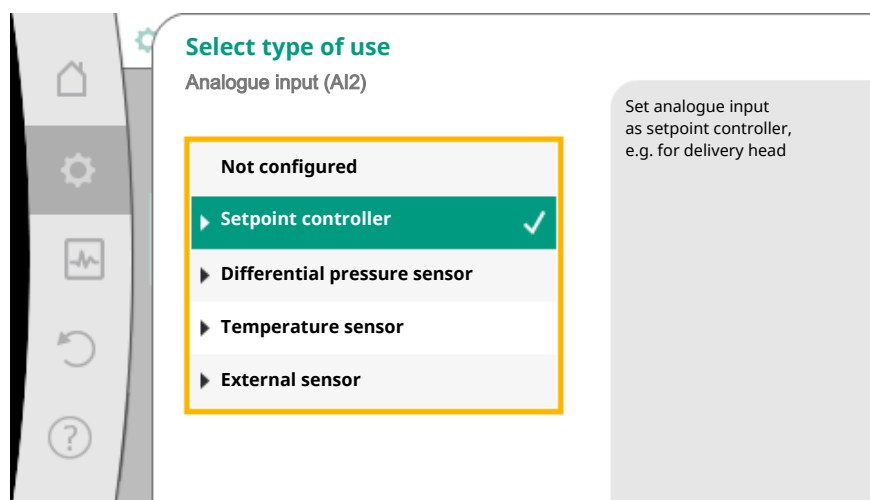 Select type of use
Analogue input (AI2)
Set analogue input
as setpoint controller,
e.g. for delivery head
Not configured
Setpoint controller
Differential pressure sensor
Temperature sensor
External sensor
?